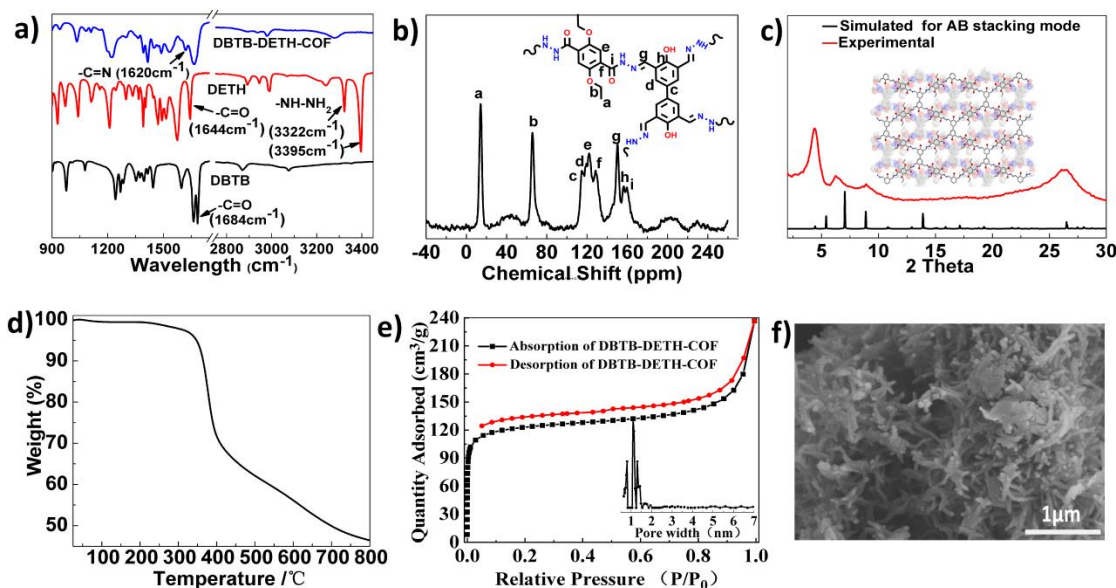 a)
DBTB-DETH-COF
-C=N (1620cm-1)
DETH
-NH-NH2
(3322cm-1)
(3395cm-1)
-C=O
(1644cm-1)
DBTB
-C=O
(1684cm-1)
900 1200 1500 2800 3100 3400
Wavelength (cm-1)
b)
a
b
c
d
e
f
g
h
i
O
e
O
N-N
H
H
i
f
O
O
b
a
H
N-N
g
OH
h
N-NH
d
c
OH
N-NH
HN-N
-40 0 40 80 120 160 200 240
Chemical Shift (ppm)
c)
Simulated for AB stacking mode
Experimental
5 10 15 20 25 30
2 Theta
d)
100
90
80
70
60
50
Weight (%)
100 200 300 400 500 600 700 800
Temperature /℃
e)
240
210
180
150
120
90
60
30
0
Quantity Adsorbed (cm3/g)
Absorption of DBTB-DETH-COF
Desorption of DBTB-DETH-COF
1 2 3 4 5 6 7
Pore width（nm）
0.0 0.2 0.4 0.6 0.8 1.0
Relative Pressure （P/P0）
f)
1μm